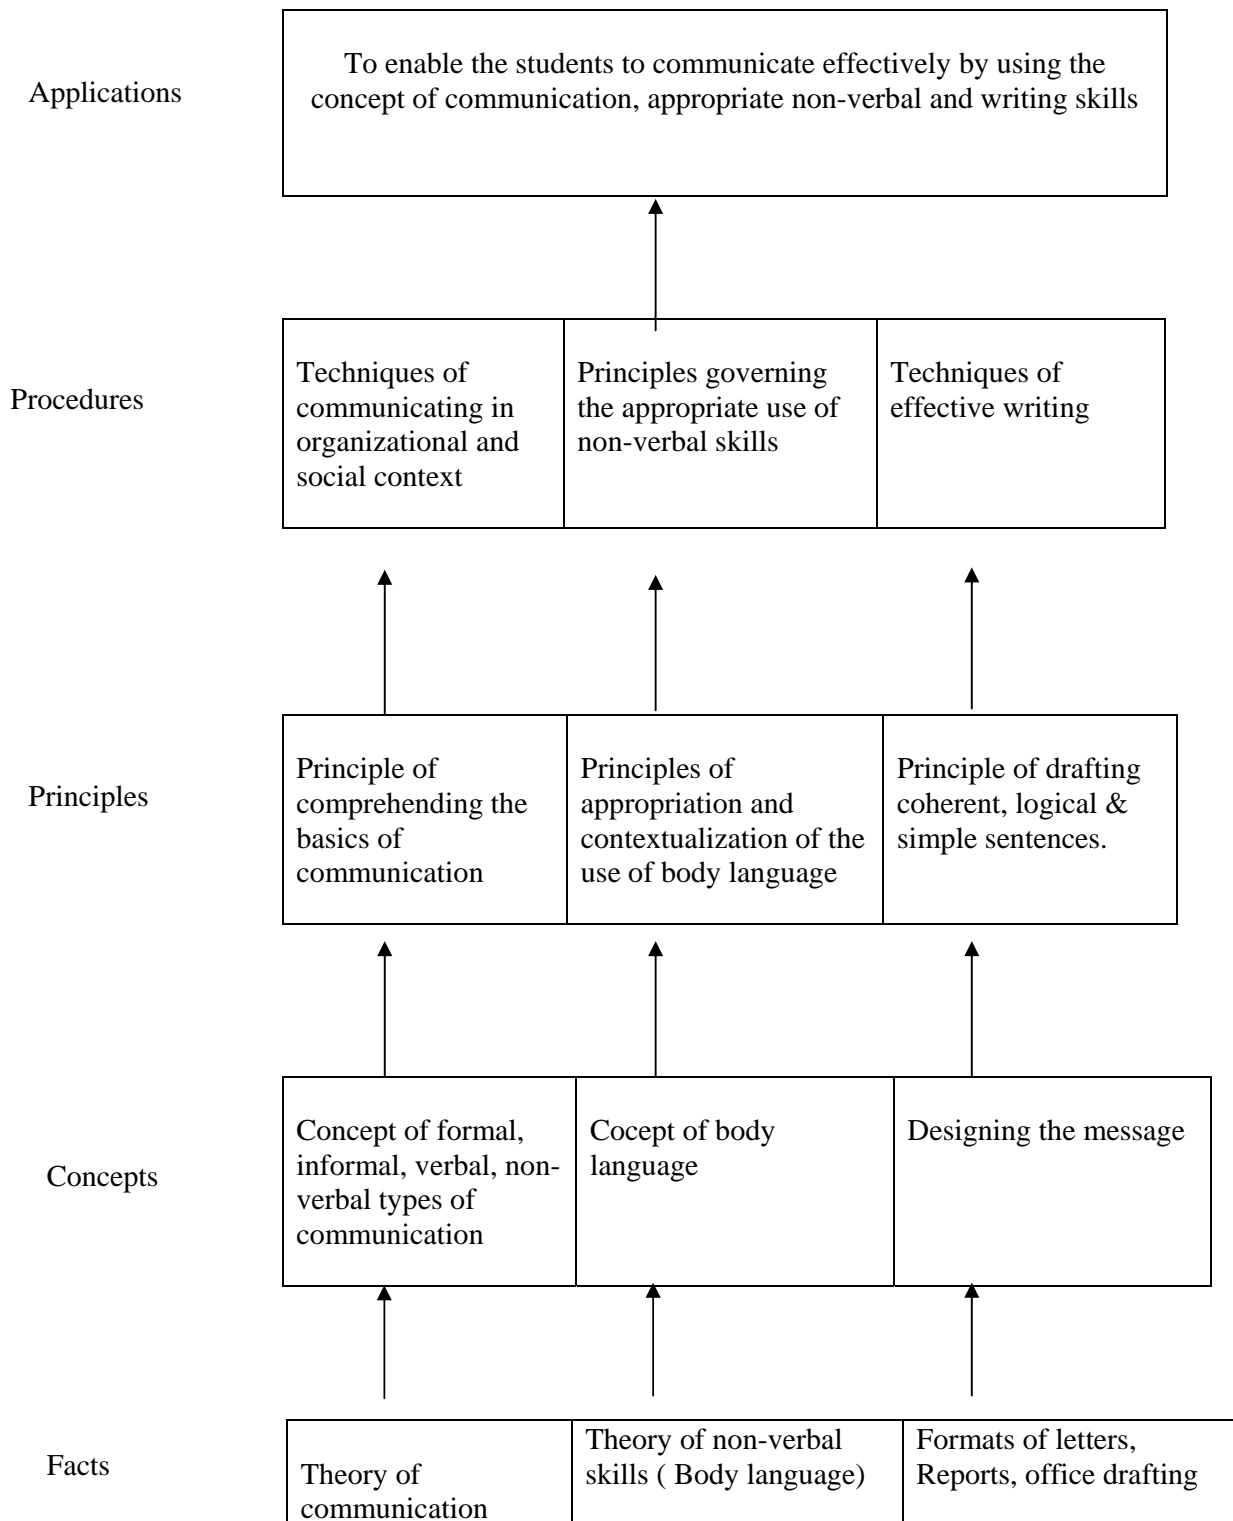 Applications
To enable the students to communicate effectively by using the
concept of communication, appropriate non-verbal and writing skills
Procedures
Techniques of
communicating in
organizational and
social context
Principles governing
the appropriate use of
non-verbal skills
Techniques of
effective writing
Principles
Principle of
comprehending the
basics of
communication
Principles of
appropriation and
contextualization of the
use of body language
Principle of drafting
coherent, logical &
simple sentences.
Concepts
Concept of formal,
informal, verbal, non-
verbal types of
communication
Cocept of body
language
Designing the message
Facts
Theory of
communication
Theory of non-verbal
skills ( Body language)
Formats of letters,
Reports, office drafting